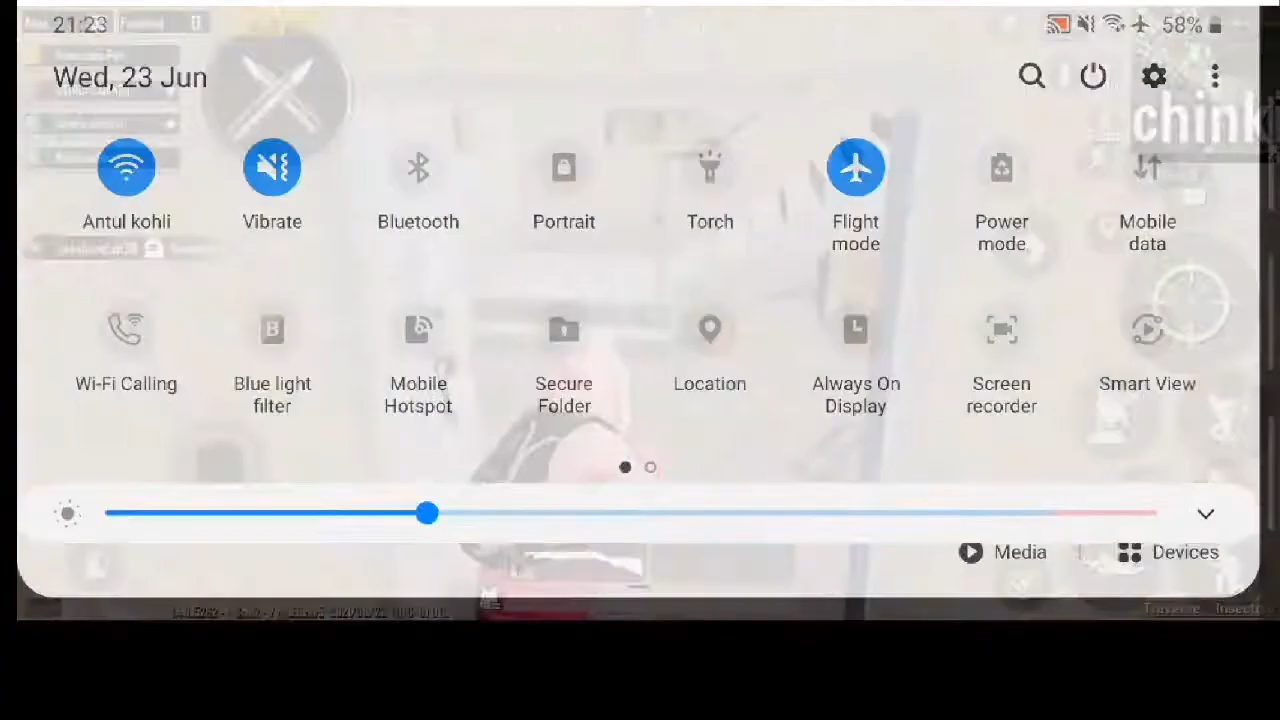 21:23
58%
Wed, 23 Jun
chink
Antul kohli
Vibrate
Bluetooth
Portrait
Torch
Flight
mode
Power
mode
Mobile
data
Wi-Fi Calling
Blue light
filter
Mobile
Hotspot
Secure
Folder
Location
Always On
Display
Screen
recorder
Smart View
Media
Devices